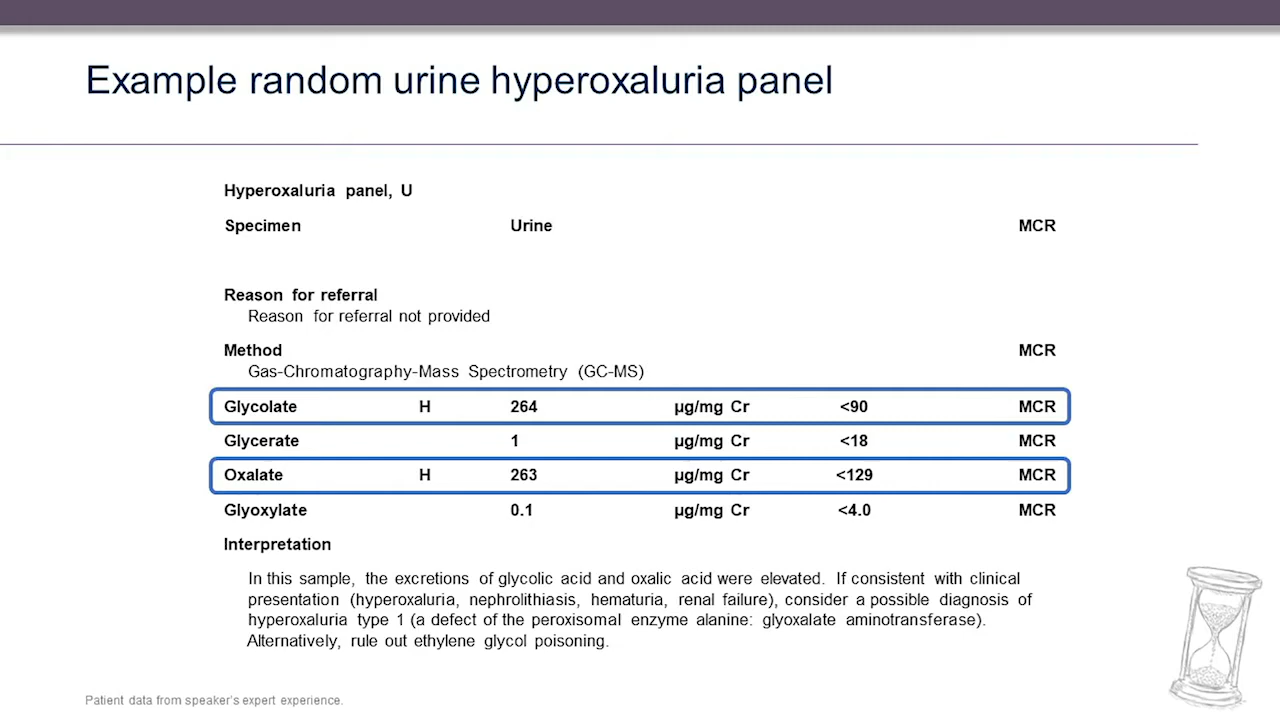 Example random urine hyperoxaluria panel
Hyperoxaluria panel, U
Specimen Urine MCR
Reason for referral
Reason for referral not provided
Method MCR
Gas-Chromatography-Mass Spectrometry (GC-MS)
Glycolate H 264 µg/mg Cr <90 MCR
Glycerate 1 µg/mg Cr <18 MCR
Oxalate H 263 µg/mg Cr <129 MCR
Glyoxylate 0.1 µg/mg Cr <4.0 MCR
Interpretation
In this sample, the excretions of glycolic acid and oxalic acid were elevated. If consistent with clinical
presentation (hyperoxaluria, nephrolithiasis, hematuria, renal failure), consider a possible diagnosis of
hyperoxaluria type 1 (a defect of the peroxisomal enzyme alanine: glyoxalate aminotransferase).
Alternatively, rule out ethylene glycol poisoning.
Patient data from speaker's expert experience.